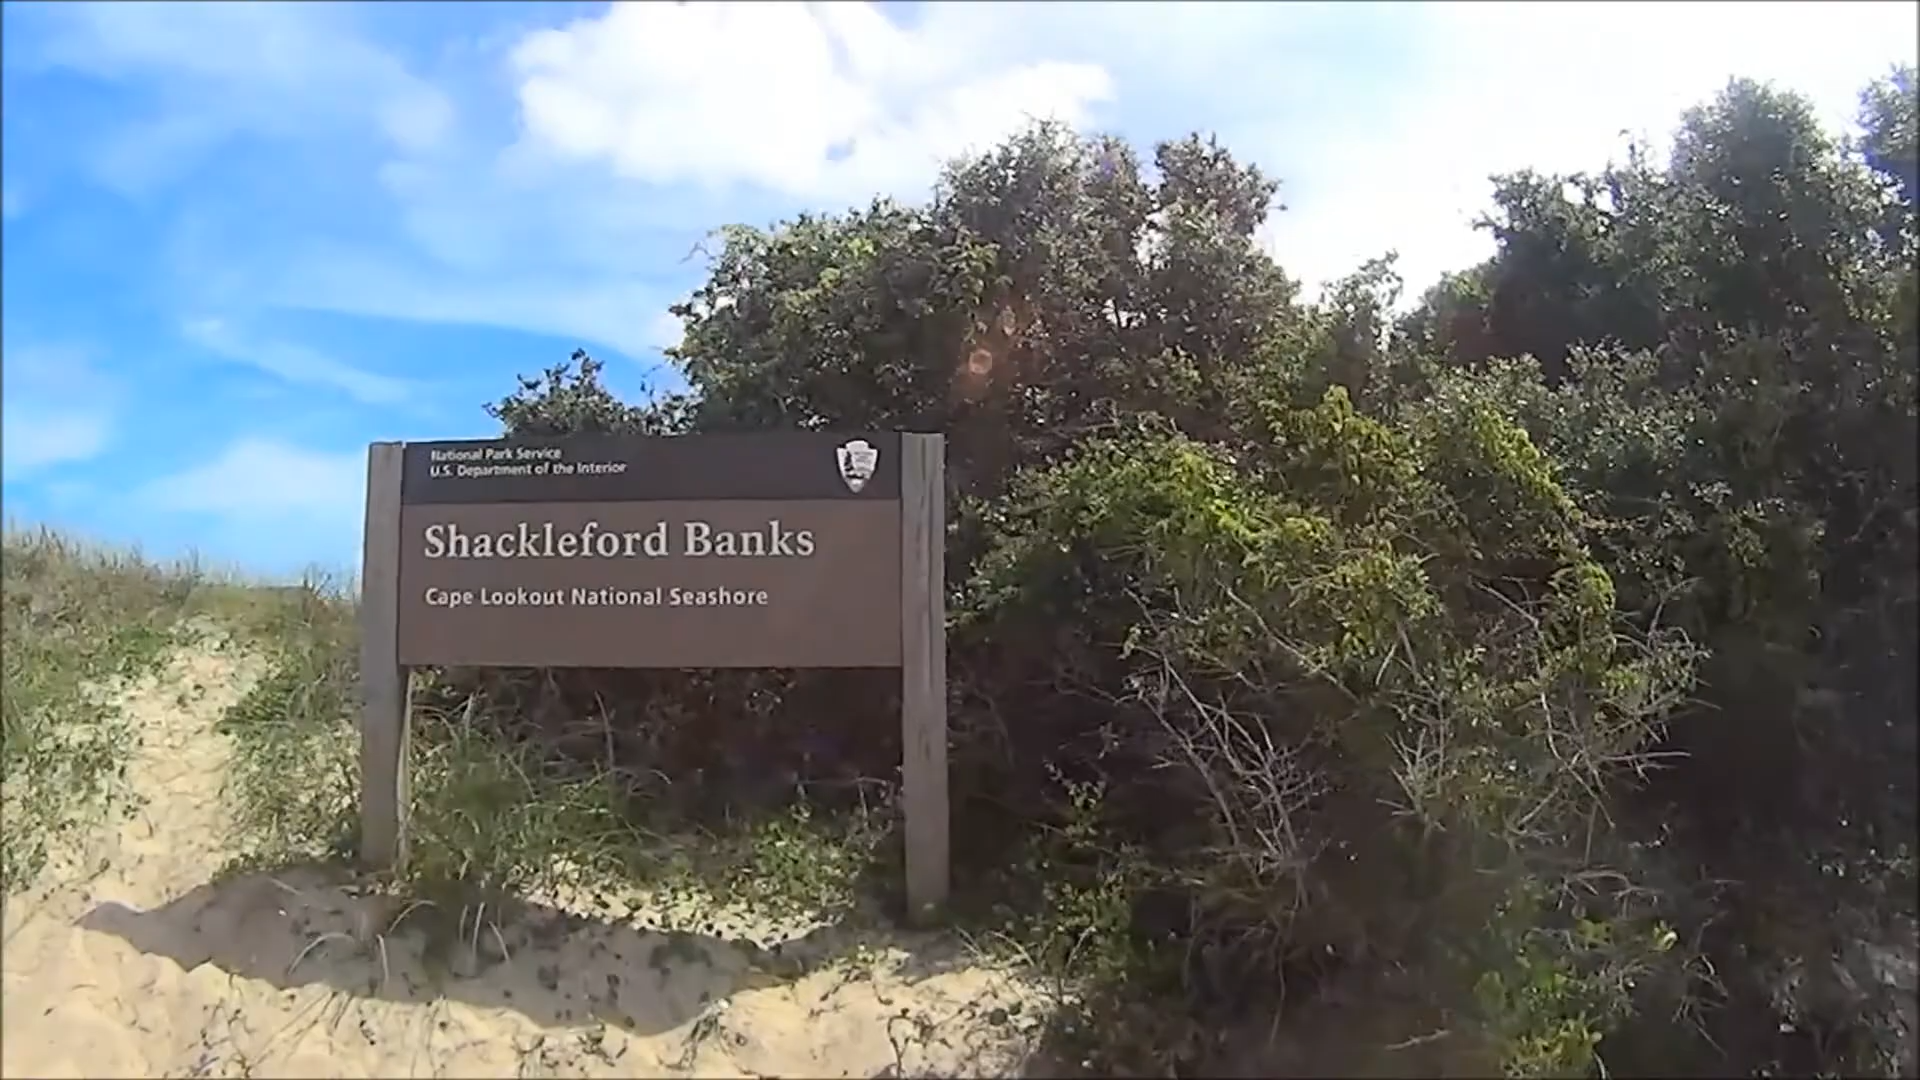 National Park Service
U.S. Department of the Interior
Shackleford Banks
Cape Lookout National Seashore